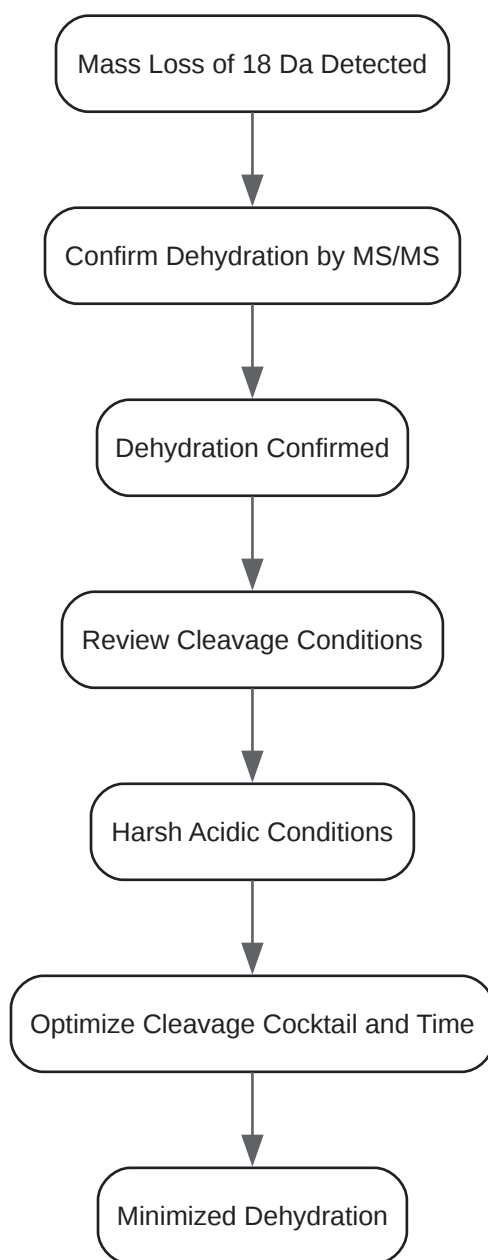 Mass Loss of 18 Da Detected
Confirm Dehydration by MS/MS
Dehydration Confirmed
Review Cleavage Conditions
Harsh Acidic Conditions
Optimize Cleavage Cocktail and Time
Minimized Dehydration